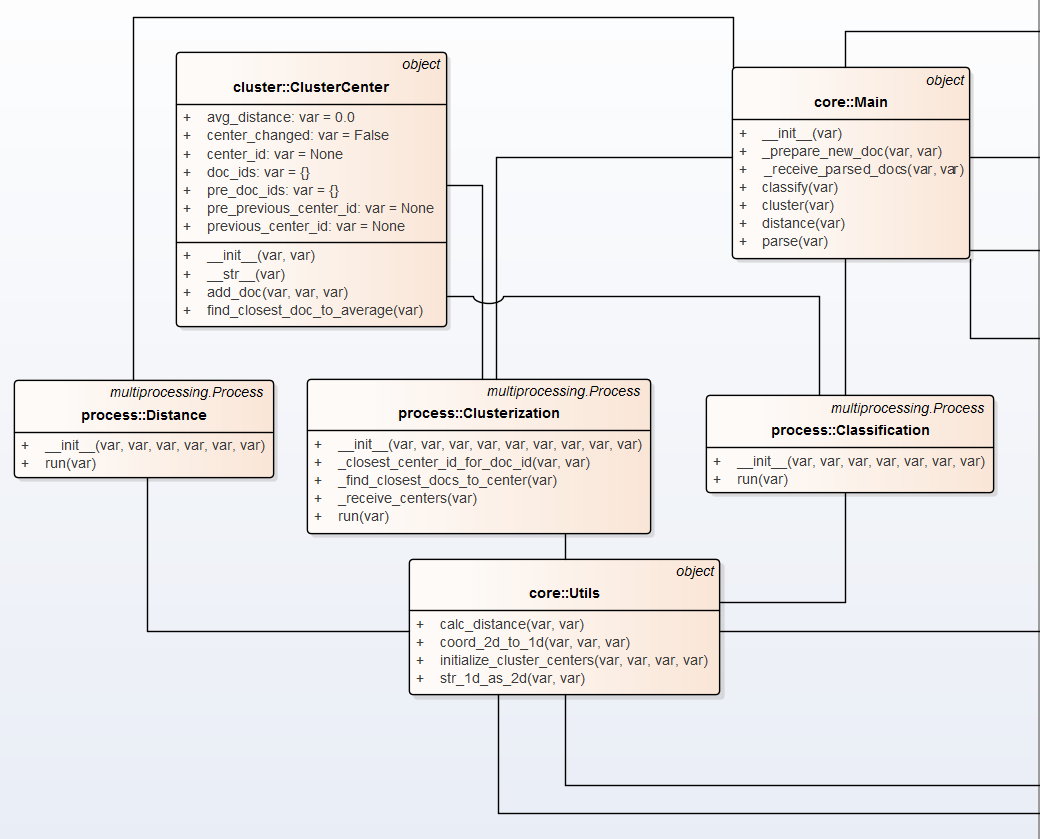 object
cluster::ClusterCenter
+ avg_distance: var = 0.0
+ center_changed: var = False
+ center_id: var = None
+ doc_ids: var = {}
+ pre_doc_ids: var = {}
+ pre_previous_center_id: var = None
+ previous_center_id: var = None
+ __init__(var, var)
+ __str__(var)
+ add_doc(var, var, var)
+ find_closest_doc_to_average(var)
object
core::Main
+ __init__(var)
+ _prepare_new_doc(var, var)
+ _receive_parsed_docs(var, var)
+ classify(var)
+ cluster(var)
+ distance(var)
+ parse(var)
multiprocessing.Process
process::Distance
+ __init__(var, var, var, var, var, var)
+ run(var)
multiprocessing.Process
process::Clusterization
+ __init__(var, var, var, var, var, var, var, var, var)
+ _closest_center_id_for_doc_id(var, var)
+ _find_closest_docs_to_center(var)
+ _receive_centers(var)
+ run(var)
multiprocessing.Process
process::Classification
+ __init__(var, var, var, var, var, var, var)
+ run(var)
object
core::Utils
+ calc_distance(var, var)
+ coord_2d_to_1d(var, var, var)
+ initialize_cluster_centers(var, var, var, var)
+ str_1d_as_2d(var, var)